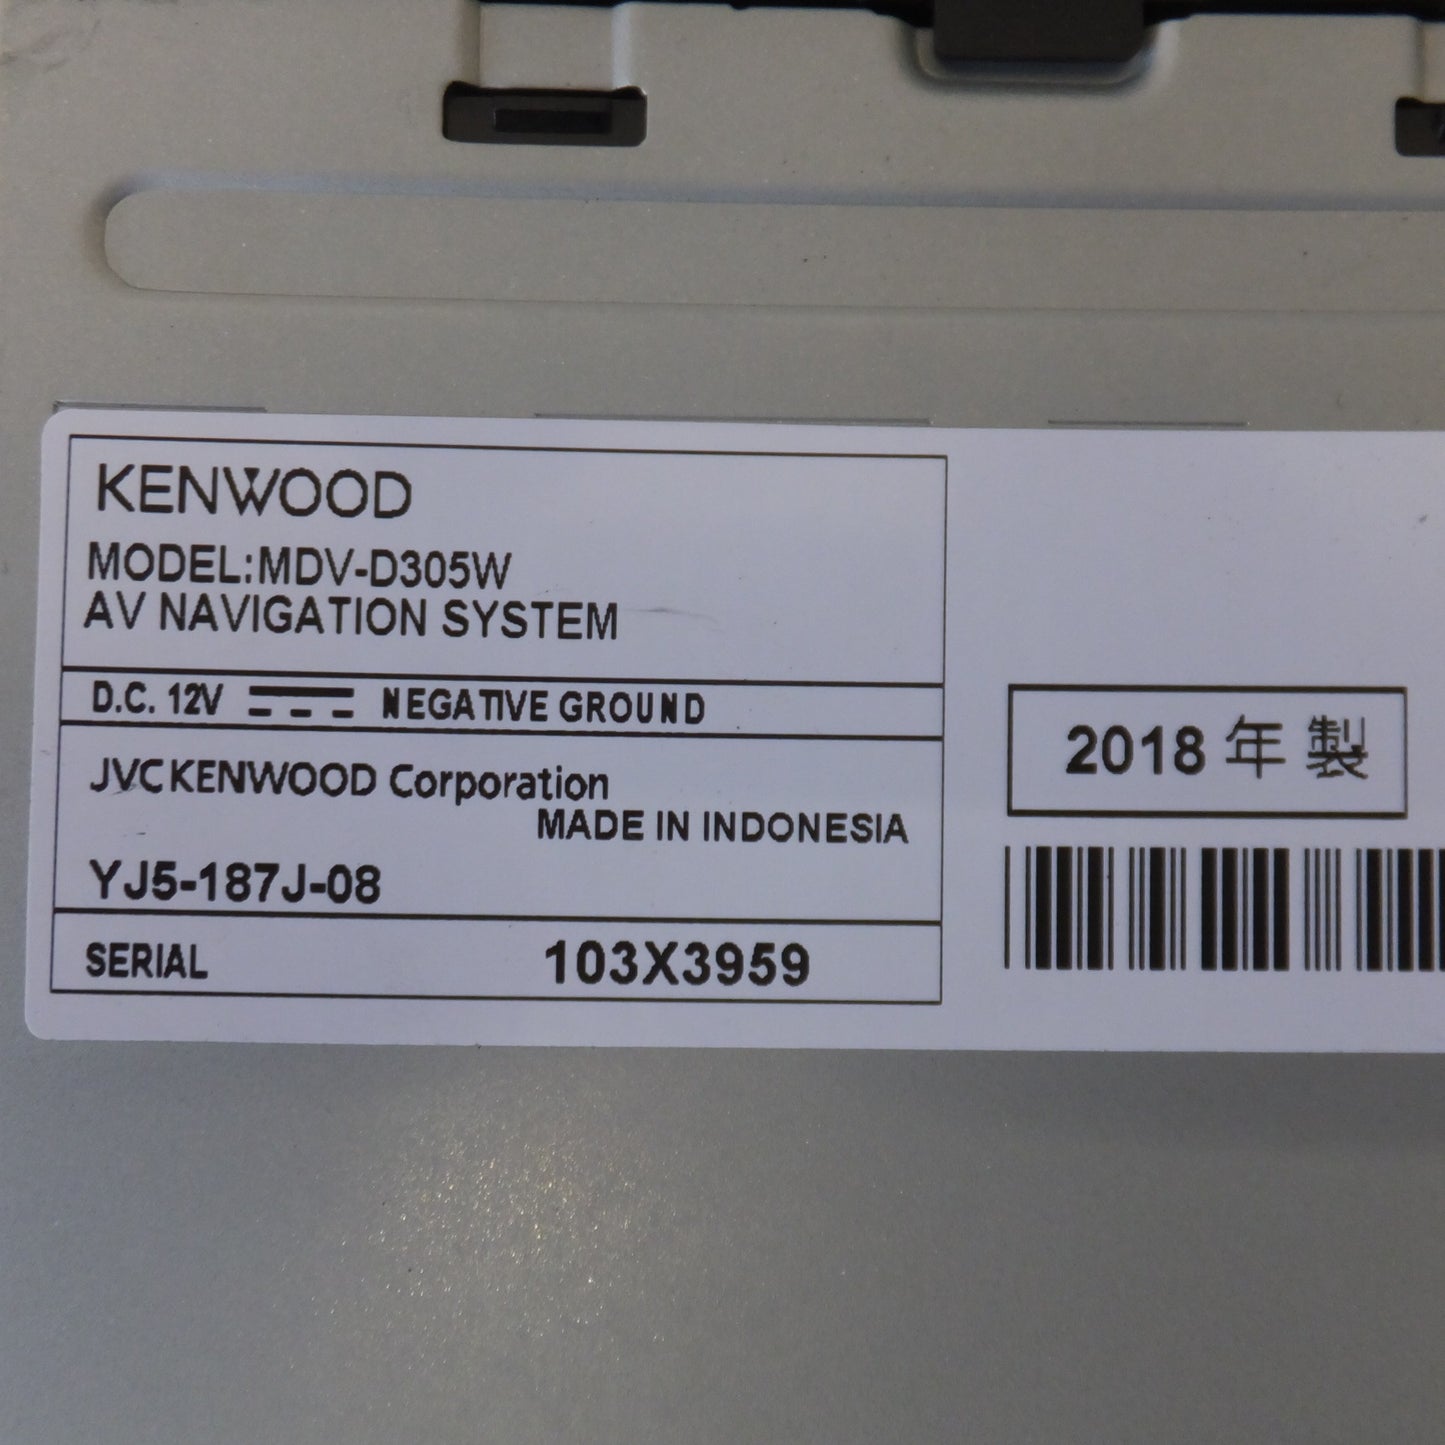 KENWOOD
MODEL:MDV-D305W
AV NAVIGATION SYSTEM
D.C. 12V NEGATIVE GROUND
JVCKENWOOD Corporation
MADE IN INDONESIA
YJ5-187J-08
SERIAL 103X3959
2018 年 製